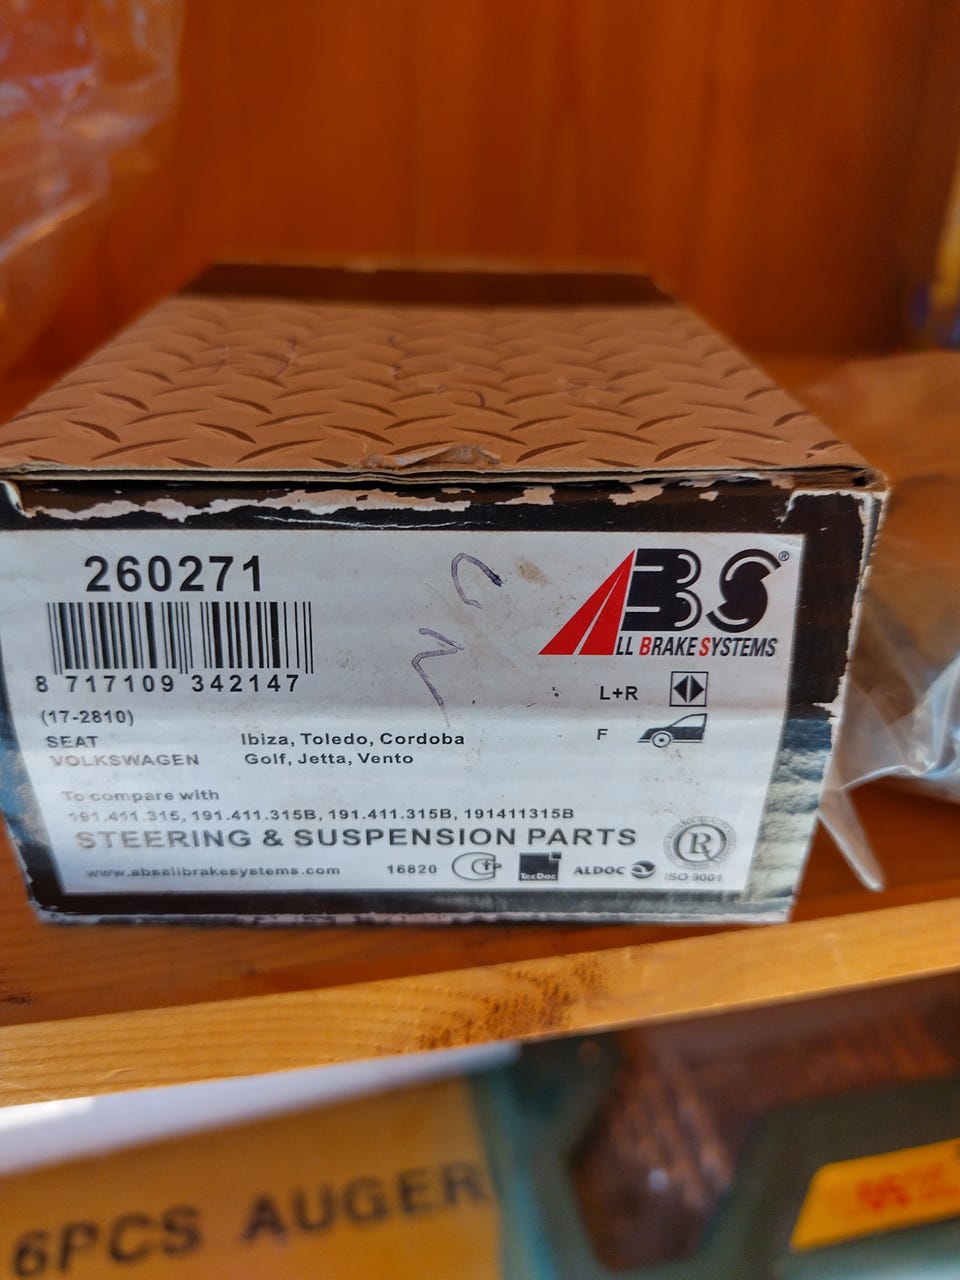 260271
8 717109 342147
(17-2810)
SEAT Ibiza, Toledo, Cordoba
VOLKSWAGEN Golf, Jetta, Vento
To compare with
191.411.315, 191.411.315B, 191.411.315B, 191411315B
STEERING & SUSPENSION PARTS
www.absallbrakesystems.com 16820 TecDoc ALDOC ISO 9001
ABS®
ALL BRAKE SYSTEMS
L+R
F
R
6PCS AUGER